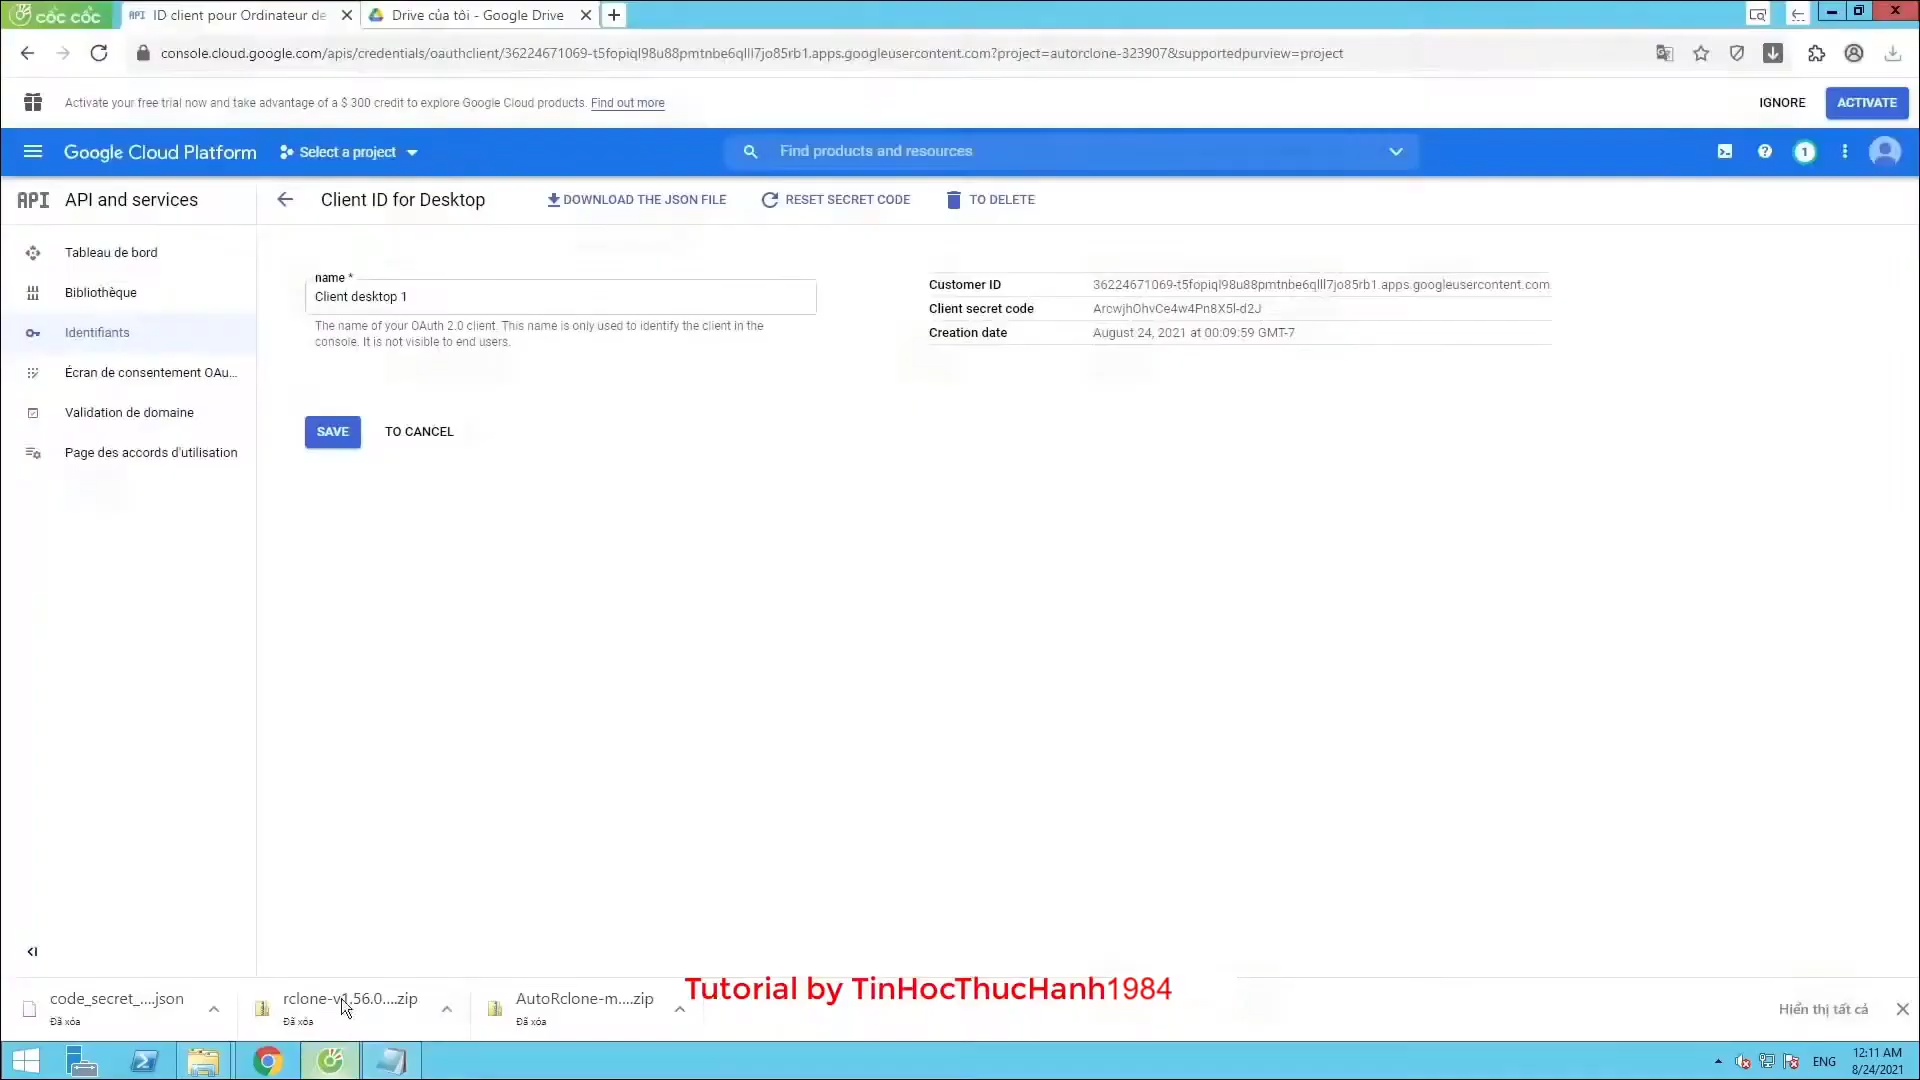 cốc cốc
API ID client pour Ordinateur de
Drive của tôi - Google Drive
console.cloud.google.com/apis/credentials/oauthclient/36224671069-t5fopiql98u88pmtnbe6qlll7jo85rb1.apps.googleusercontent.com?project=autorclone-323907&supportedpurview=project
Activate your free trial now and take advantage of a $ 300 credit to explore Google Cloud products. Find out more
IGNORE
ACTIVATE
Google Cloud Platform
Select a project
Find products and resources
1
API API and services
Client ID for Desktop
DOWNLOAD THE JSON FILE
RESET SECRET CODE
TO DELETE
Tableau de bord
Bibliothèque
Identifiants
Écran de consentement OAu...
Validation de domaine
Page des accords d'utilisation
name *
Client desktop 1
The name of your OAuth 2.0 client. This name is only used to identify the client in the
console. It is not visible to end users.
Customer ID 36224671069-t5fopiql98u88pmtnbe6qlll7jo85rb1.apps.googleusercontent.com
Client secret code ArcwjhOhvCe4w4Pn8X5l-d2J
Creation date August 24, 2021 at 00:09:59 GMT-7
SAVE
TO CANCEL
Tutorial by TinHocThucHanh1984
code_secret_....json
Đã xóa
rclone-v1.56.0....zip
Đã xóa
AutoRclone-m....zip
Đã xóa
Hiển thị tất cả
ENG
12:11 AM
8/24/2021